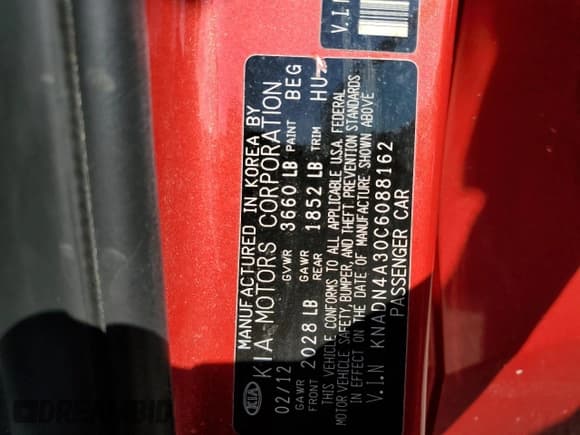 V.I.N
MANUFACTURED IN KOREA BY
KIA MOTORS CORPORATION
KIA
02/12 GVWR 3660 LB PAINT BEG
GAWR FRONT 2028 LB GAWR REAR 1852 LB TRIM HU
THIS VEHICLE CONFORMS TO ALL APPLICABLE U.S.A. FEDERAL
MOTOR VEHICLE SAFETY, BUMPER, AND THEFT PREVENTION STANDARDS
IN EFFECT ON THE DATE OF MANUFACTURE SHOWN ABOVE
V.I.N KNADN4A30C6088162
PASSENGER CAR
DREAMBID